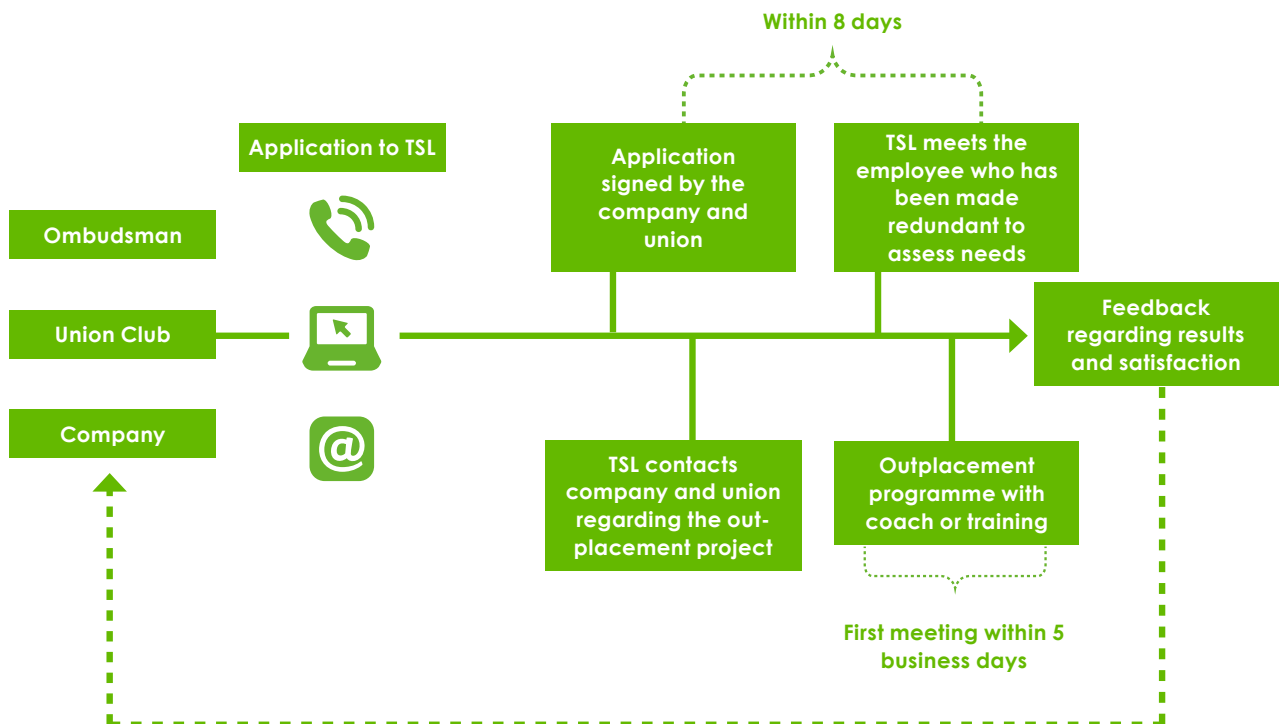 Within 8 days
Application to TSL
Application
signed by the
company and
union
TSL meets the
employee who has
been made
redundant to
assess needs
Ombudsman
Union Club
Company
Feedback
regarding results
and satisfaction
TSL contacts
company and union
regarding the out-
placement project
Outplacement
programme with
coach or training
First meeting within 5
business days
@